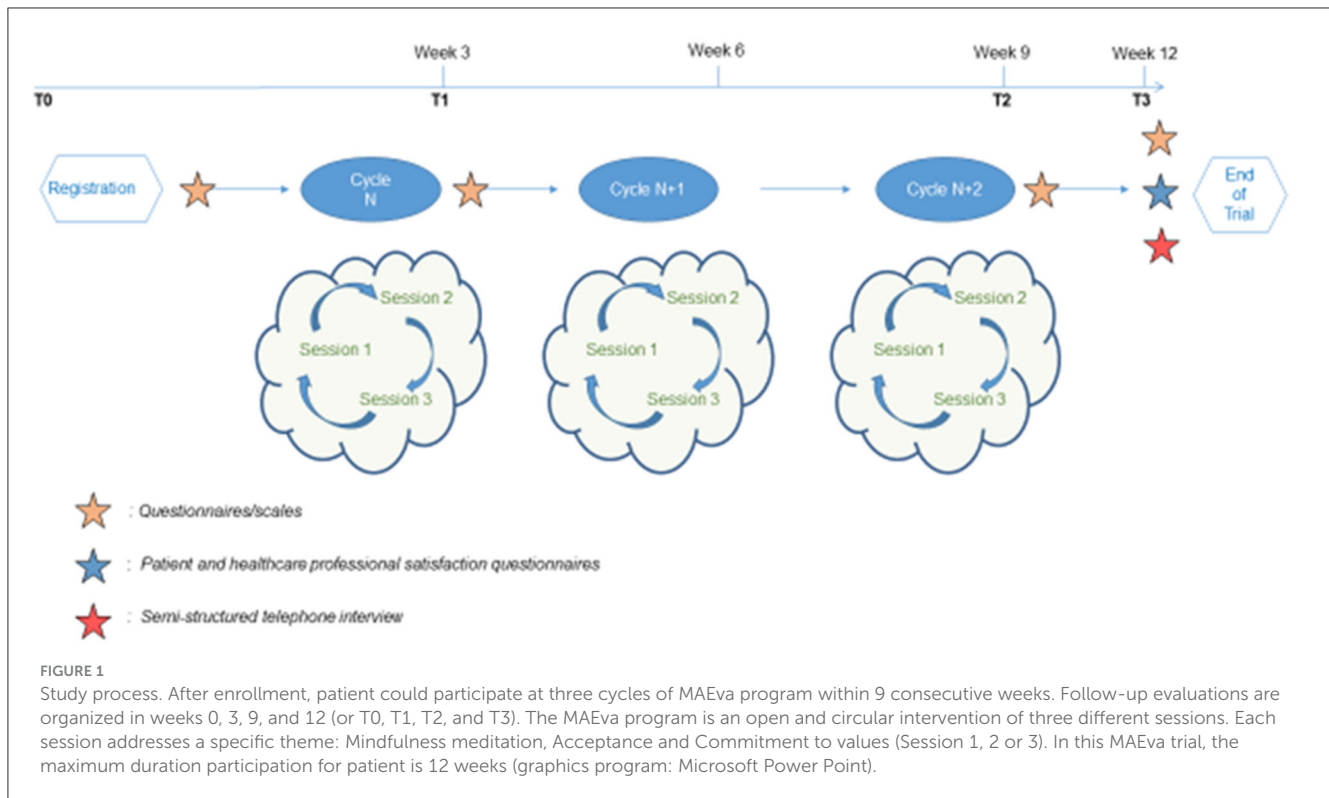 Week 3 Week 6 Week 9 Week 12
T0 T1 T2 T3
Registration
Cycle
N
Cycle N+1
Cycle N+2
End
of
Trial
Session 2
Session 1
Session 3
Session 2
Session 1
Session 3
Session 2
Session 1
Session 3
: Questionnaires/scales
: Patient and healthcare professional satisfaction questionnaires
: Semi-structured telephone interview
FIGURE 1
Study process. After enrollment, patient could participate at three cycles of MAEva program within 9 consecutive weeks. Follow-up evaluations are
organized in weeks 0, 3, 9, and 12 (or T0, T1, T2, and T3). The MAEva program is an open and circular intervention of three different sessions. Each
session addresses a specific theme: Mindfulness meditation, Acceptance and Commitment to values (Session 1, 2 or 3). In this MAEva trial, the
maximum duration participation for patient is 12 weeks (graphics program: Microsoft Power Point).